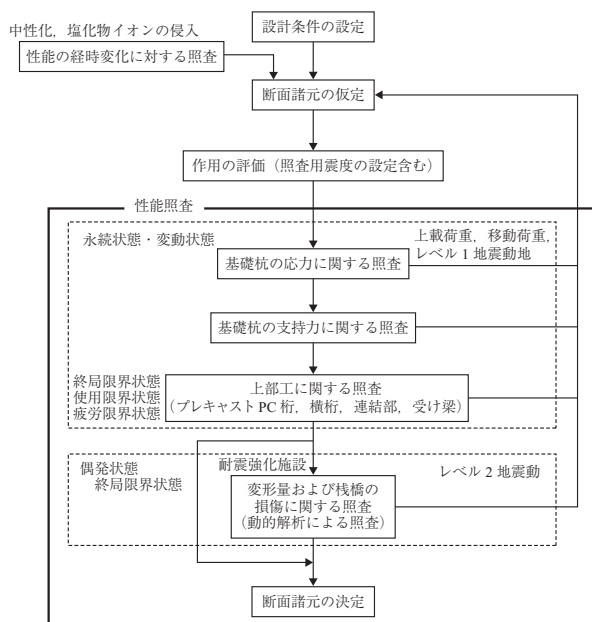 中性化，塩化物イオンの侵入
設計条件の設定
性能の経時変化に対する照査
断面諸元の仮定
作用の評価（照査用震度の設定含む）
性能照査
永続状態・変動状態
上載荷重，移動荷重，
レベル 1 地震動地
基礎杭の応力に関する照査
基礎杭の支持力に関する照査
終局限界状態
使用限界状態
疲労限界状態
上部工に関する照査
（プレキャスト PC 桁，横桁，連結部，受け梁）
偶発状態
終局限界状態
耐震強化施設
レベル 2 地震動
変形量および桟橋の
損傷に関する照査
（動的解析による照査）
断面諸元の決定